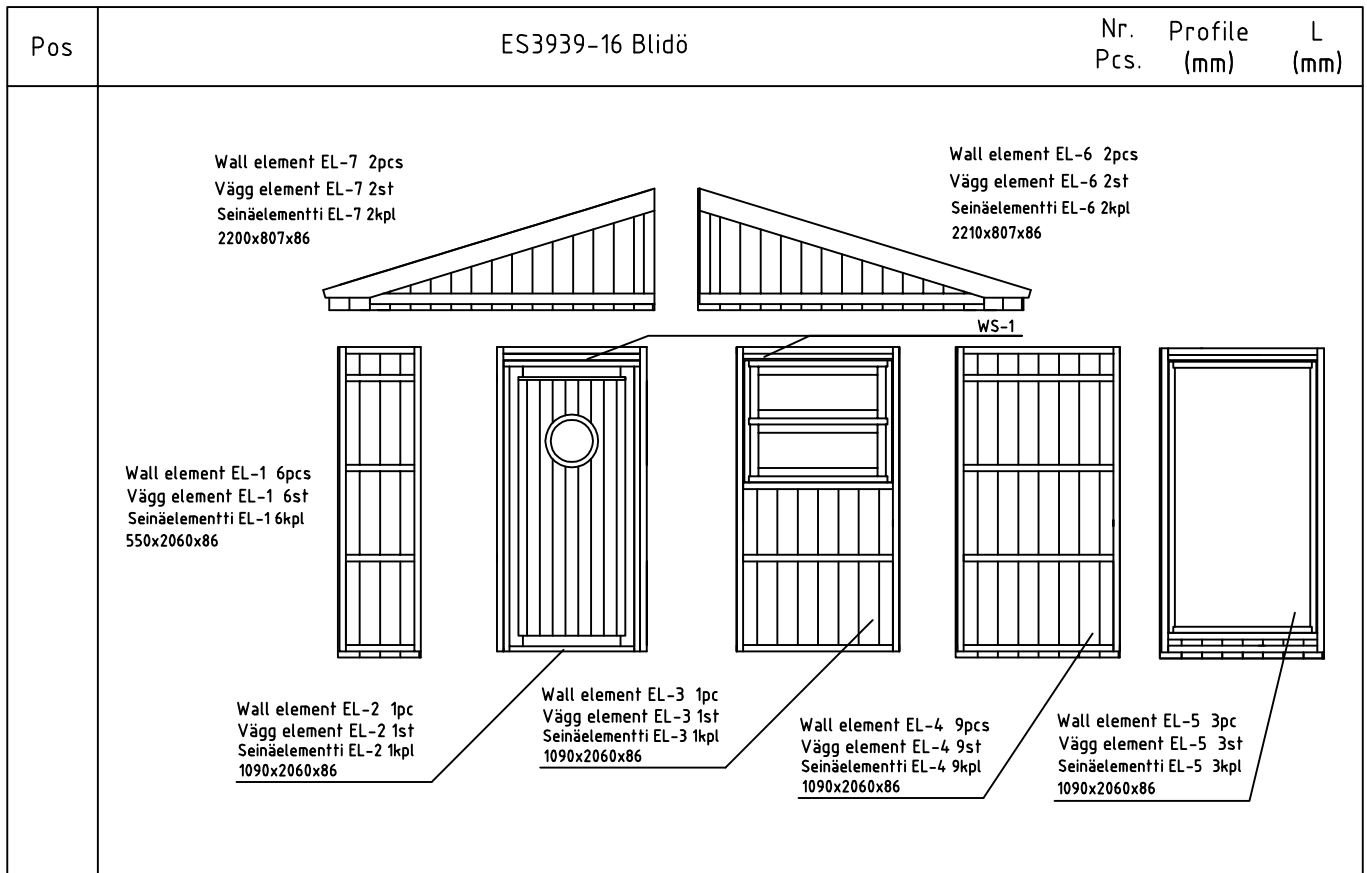 Pos
ES3939-16 Blidö
Nr. Pcs.
Profile (mm)
L (mm)
Wall element EL-7 2pcs
Vägg element EL-7 2st
Seinäelementti EL-7 2kpl
2200x807x86
Wall element EL-6 2pcs
Vägg element EL-6 2st
Seinäelementti EL-6 2kpl
2210x807x86
WS-1
Wall element EL-1 6pcs
Vägg element EL-1 6st
Seinäelementti EL-1 6kpl
550x2060x86
Wall element EL-2 1pc
Vägg element EL-2 1st
Seinäelementti EL-2 1kpl
1090x2060x86
Wall element EL-3 1pc
Vägg element EL-3 1st
Seinäelementti EL-3 1kpl
1090x2060x86
Wall element EL-4 9pcs
Vägg element EL-4 9st
Seinäelementti EL-4 9kpl
1090x2060x86
Wall element EL-5 3pc
Vägg element EL-5 3st
Seinäelementti EL-5 3kpl
1090x2060x86